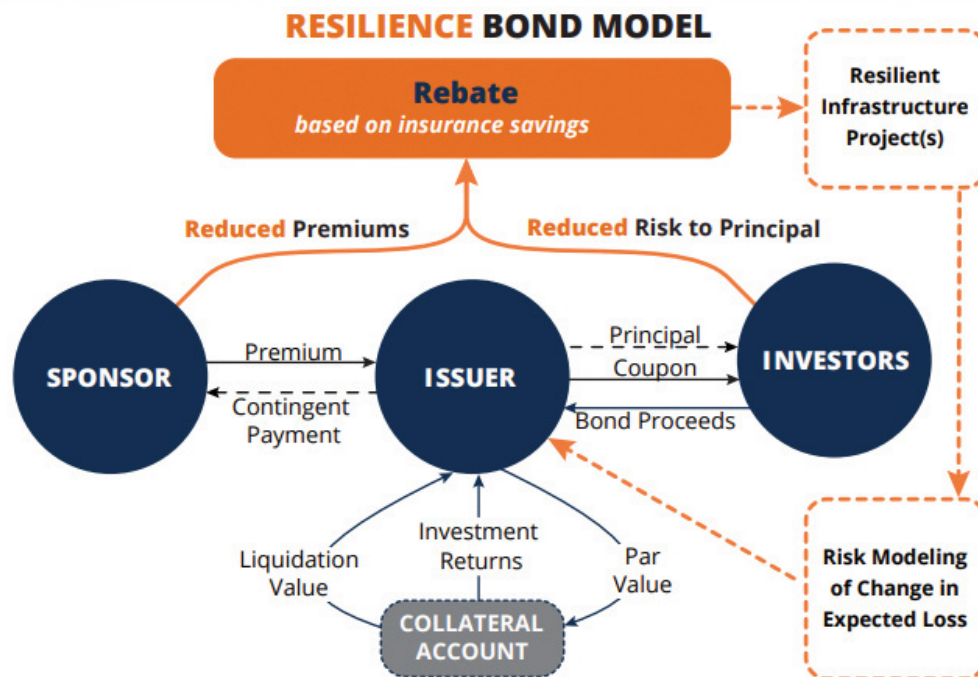 RESILIENCE BOND MODEL
Rebate
based on insurance savings
Resilient
Infrastructure
Project(s)
Reduced Premiums
Reduced Risk to Principal
SPONSOR
Premium
Contingent
Payment
ISSUER
Principal
Coupon
Bond Proceeds
INVESTORS
Liquidation
Value
Investment
Returns
Par
Value
COLLATERAL
ACCOUNT
Risk Modeling
of Change in
Expected Loss